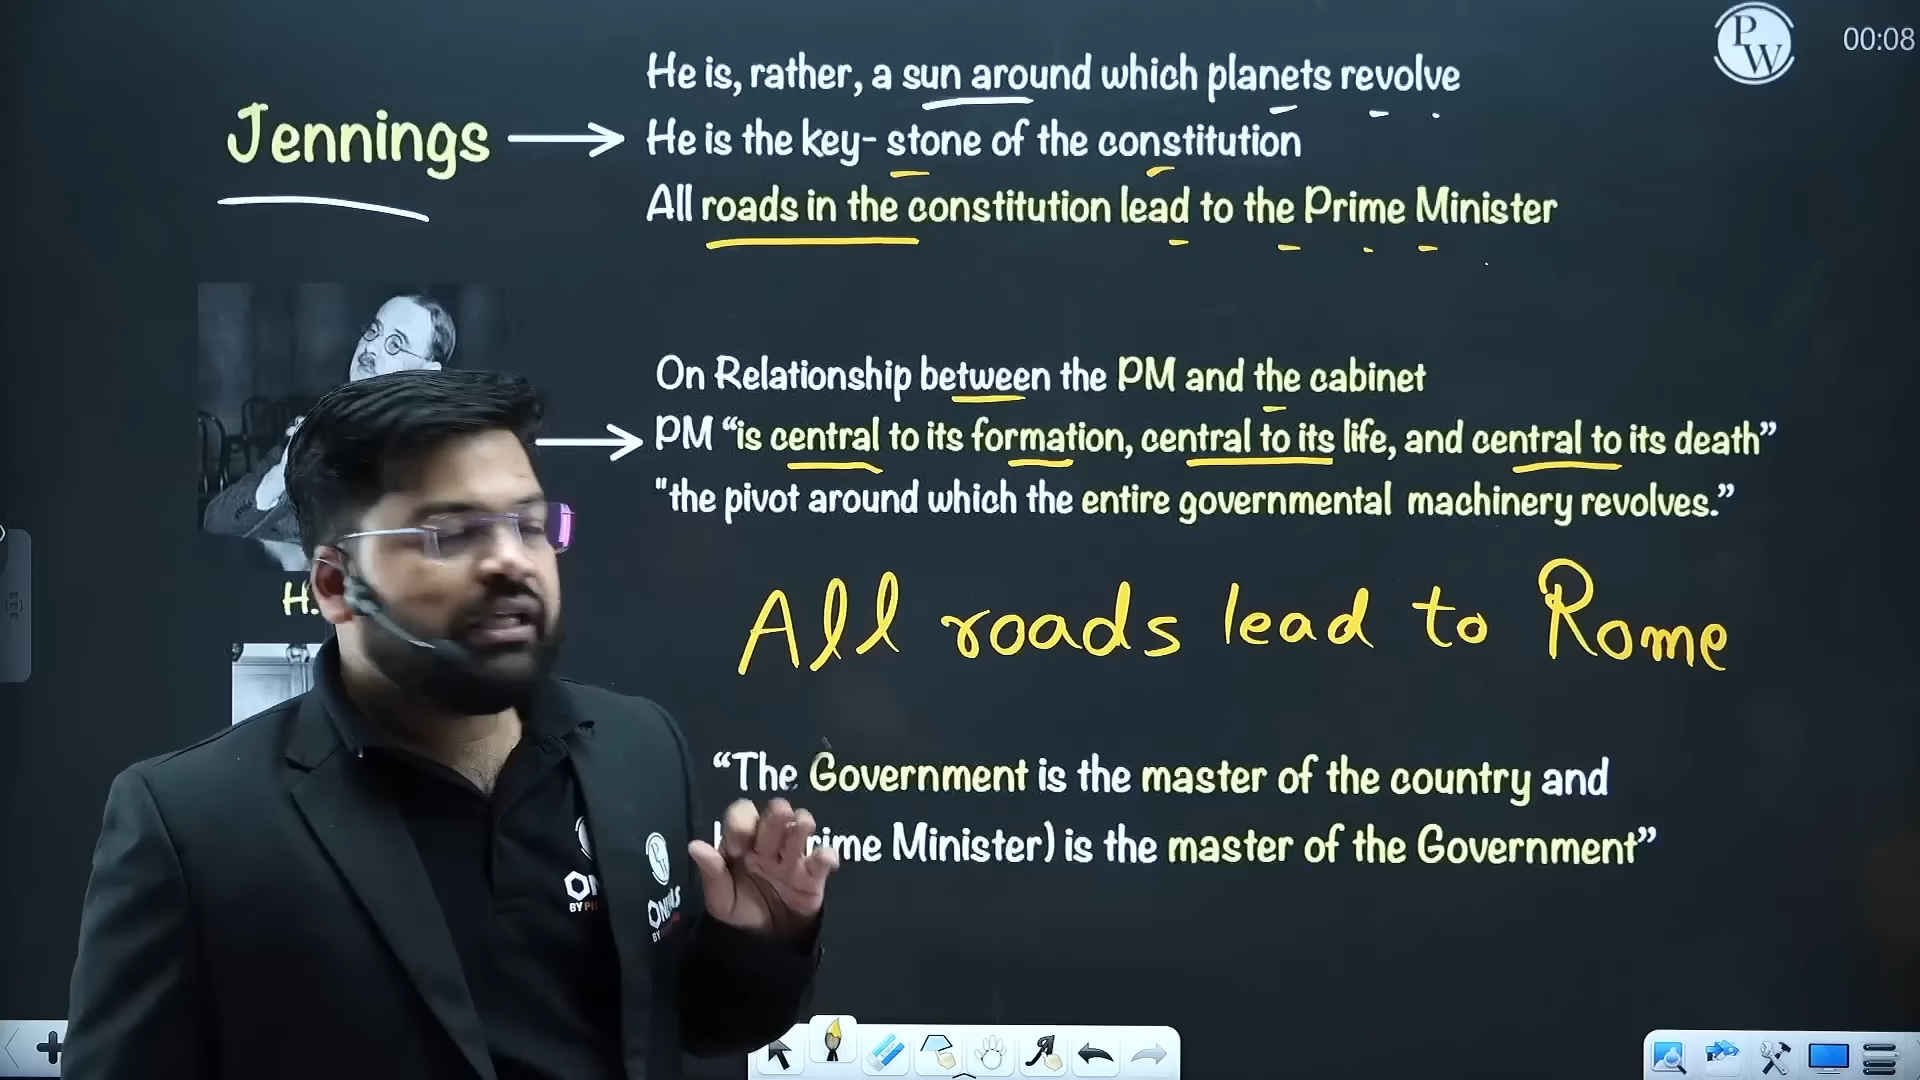 P
W
00:08
He is, rather, a sun around which planets revolve
Jennings
He is the key- stone of the constitution
All roads in the constitution lead to the Prime Minister
On Relationship between the PM and the cabinet
PM “is central to its formation, central to its life, and central to its death”
"the pivot around which the entire governmental machinery revolves.”
H.
All roads lead to Rome
“The Government is the master of the country and
rime Minister) is the master of the Government”